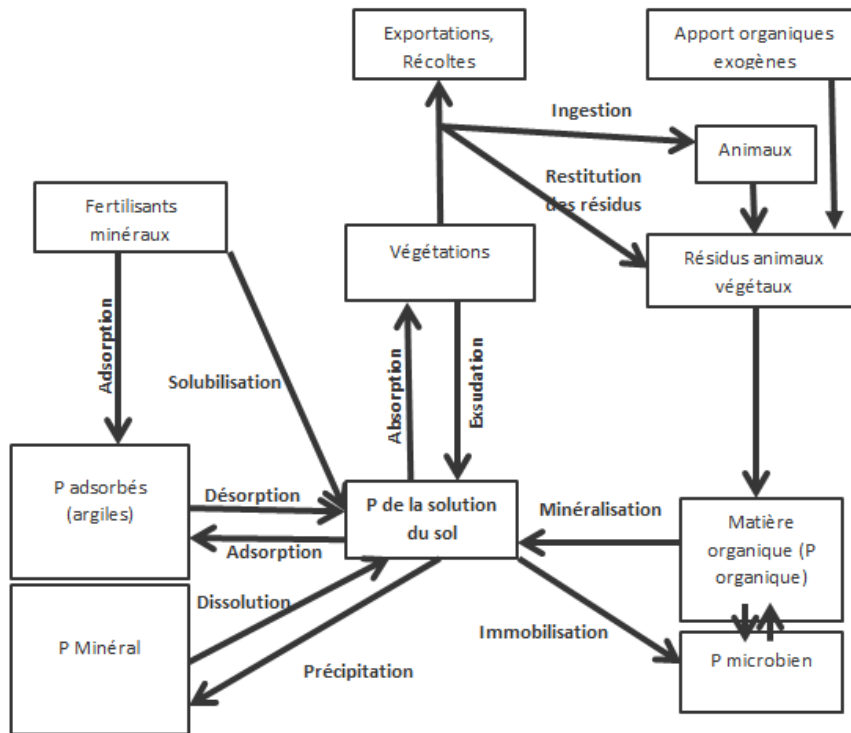 Exportations,
Récoltes
Apport organiques
exogènes
Ingestion
Animaux
Restitution
des résidus
Fertilisants
minéraux
Végétations
Résidus animaux
végétaux
Adsorption
Solubilisation
Absorption
Exsudation
P adsorbés
(argiles)
Désorption
P de la solution
du sol
Minéralisation
Matière
organique (P
organique)
Adsorption
Dissolution
P Minéral
Précipitation
Immobilisation
P microbien